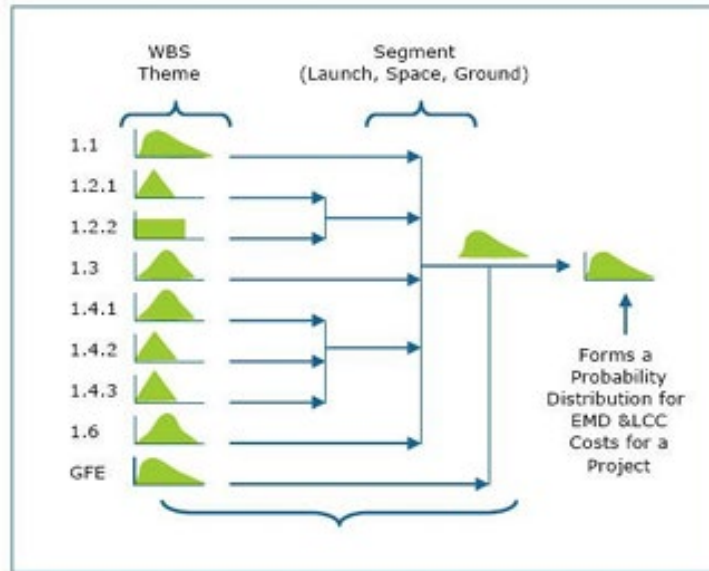 WBS
Theme
Segment
(Launch, Space, Ground)
1.1
1.2.1
1.2.2
1.3
1.4.1
1.4.2
1.4.3
1.6
GFE
Forms a
Probability
Distribution for
EMD &LCC
Costs for a
Project